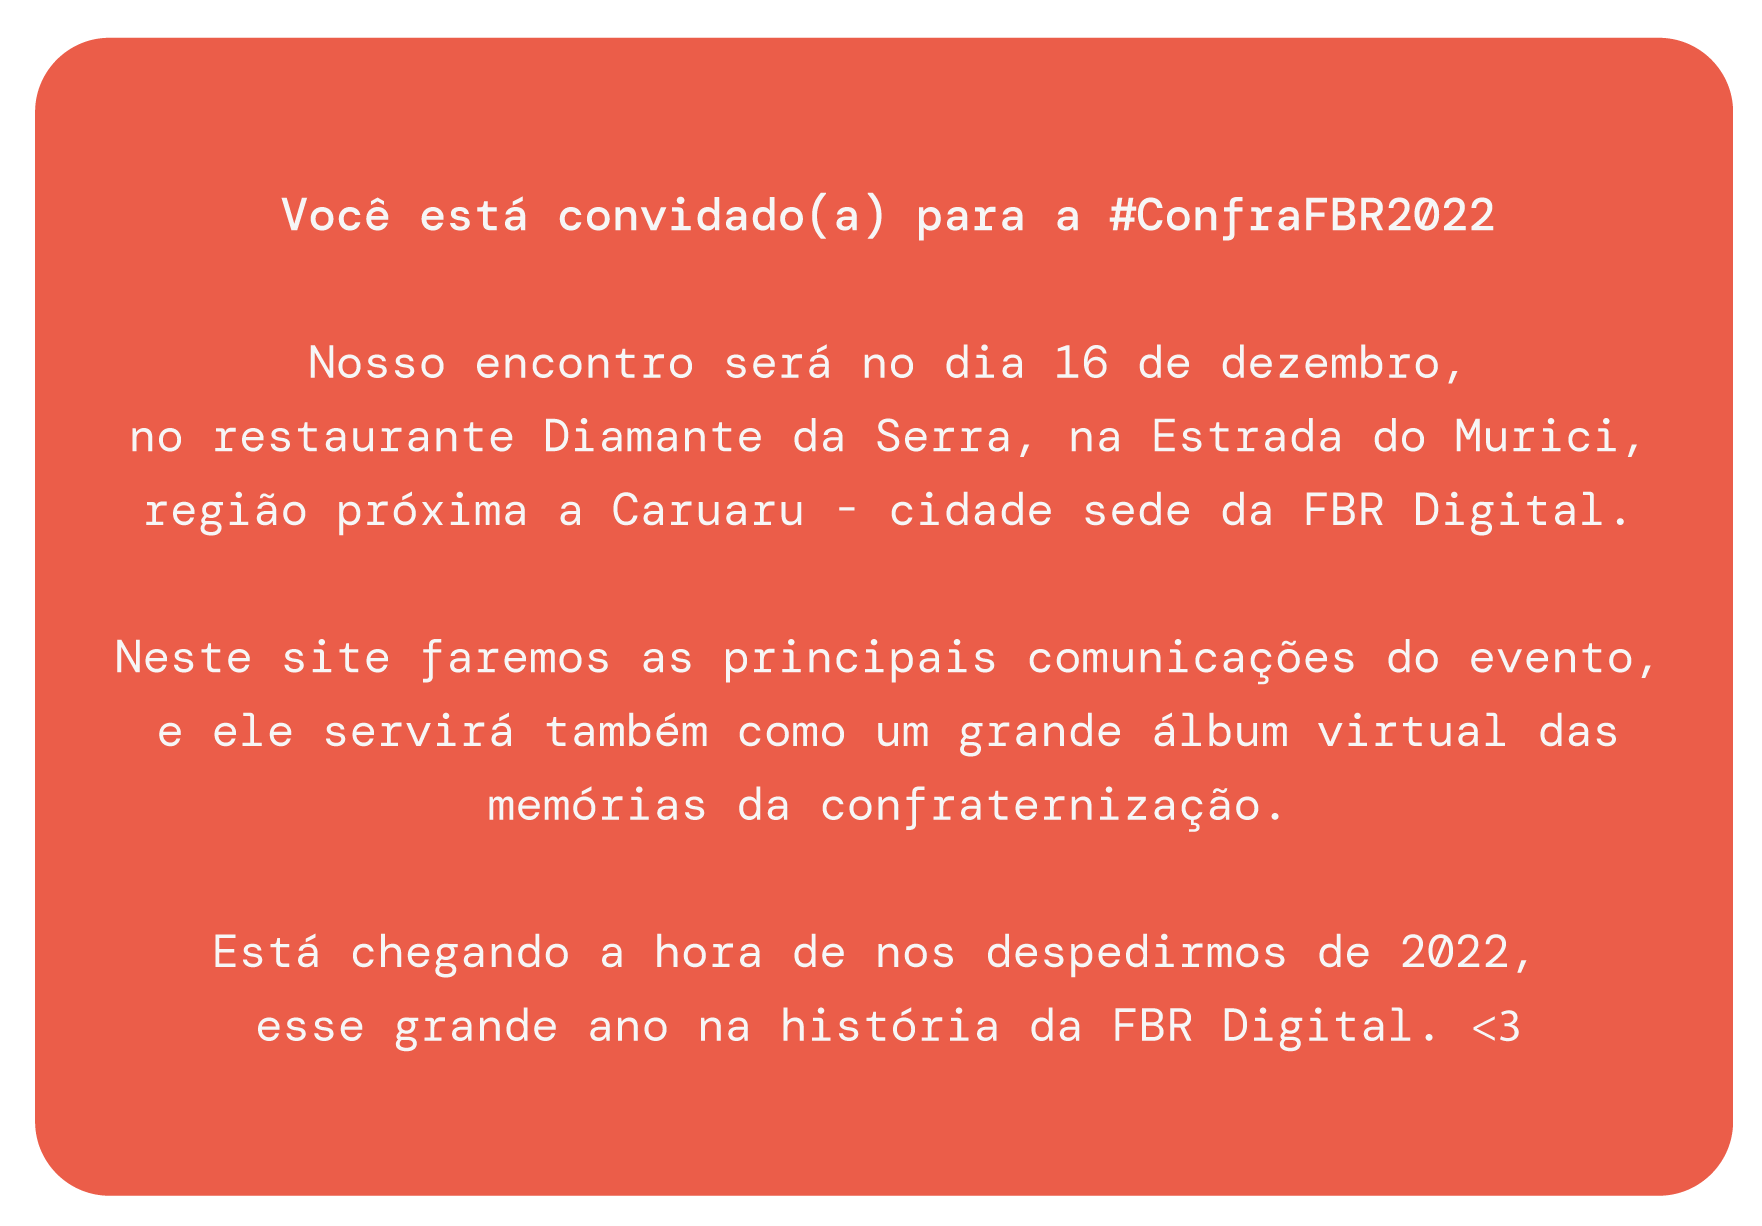 Você está convidado(a) para a #ConfraFBR2022
Nosso encontro será no dia 16 de dezembro,
no restaurante Diamante da Serra, na Estrada do Murici,
região próxima a Caruaru - cidade sede da FBR Digital.
Neste site faremos as principais comunicações do evento,
e ele servirá também como um grande álbum virtual das
memórias da confraternização.
Está chegando a hora de nos despedirmos de 2022,
esse grande ano na história da FBR Digital. <3